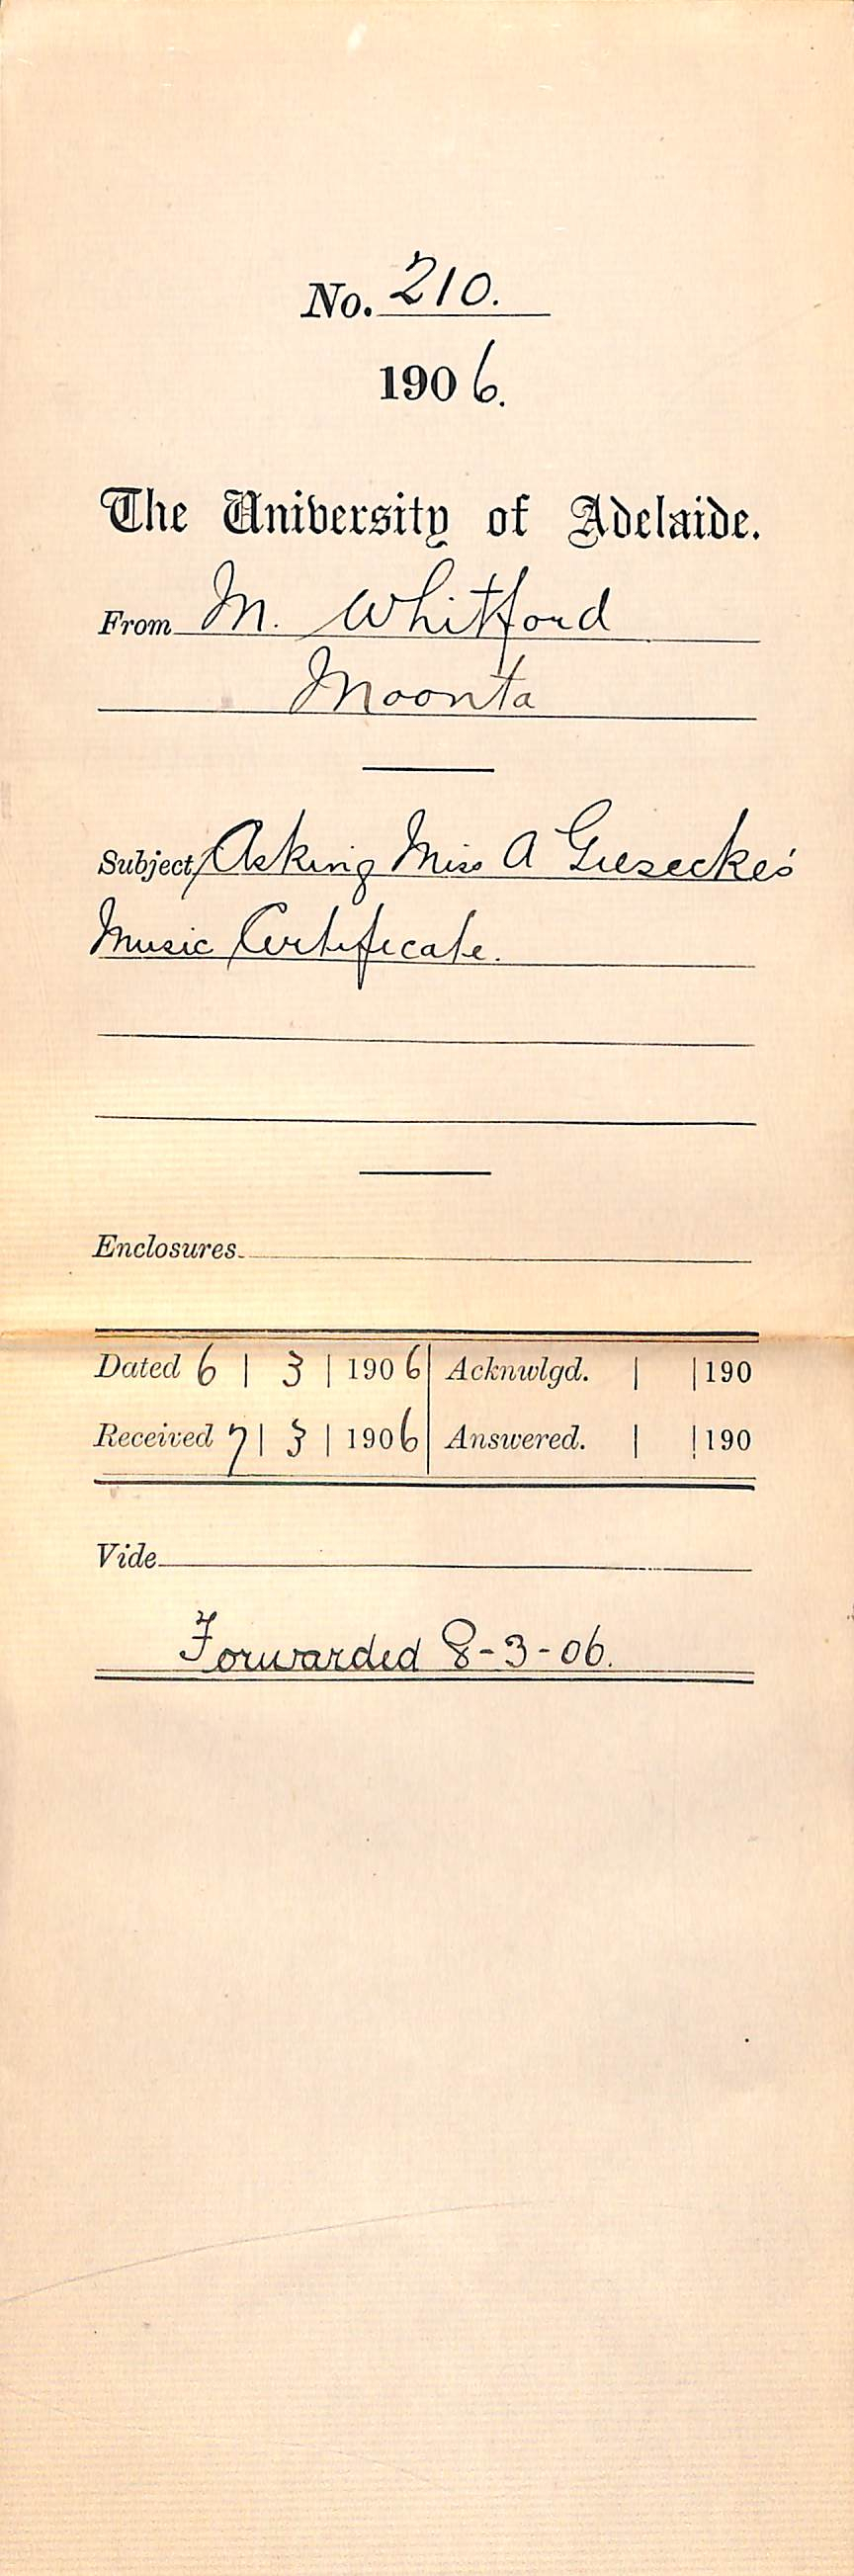 No. 210.
1906.
The University of Adelaide.
From M. Whitford
Moonta
Subject, Asking Miss A Giesecke's
Music Certificate.
Enclosures
Dated 6 | 3 | 1906 Acknwlgd. | | 190
Received 7 | 3 | 1906 Answered. | | 190
Vide
Forwarded 8-3-06.